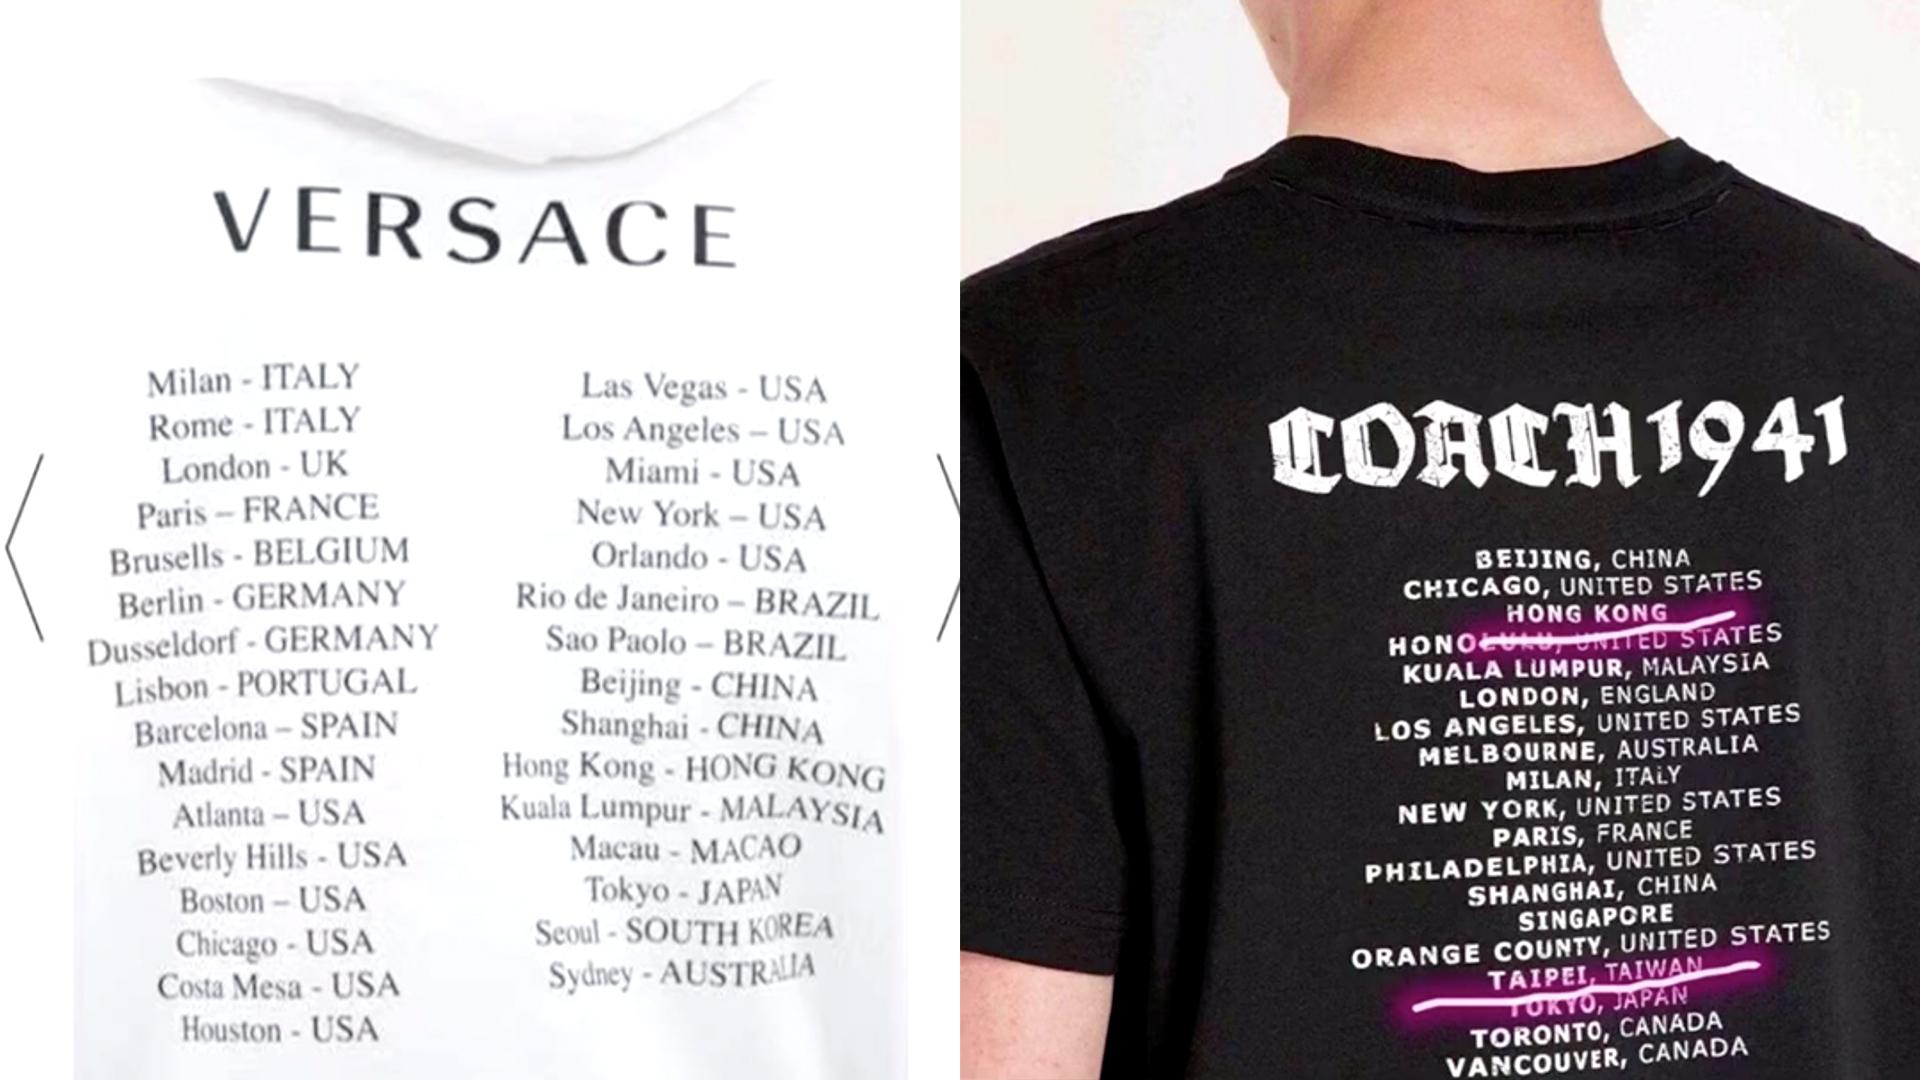 VERSACE
Milan - ITALY
Rome - ITALY
London - UK
Paris – FRANCE
Brusells - BELGIUM
Berlin - GERMANY
Dusseldorf - GERMANY
Lisbon - PORTUGAL
Barcelona – SPAIN
Madrid - SPAIN
Atlanta – USA
Beverly Hills - USA
Boston – USA
Chicago - USA
Costa Mesa - USA
Houston - USA
Las Vegas - USA
Los Angeles – USA
Miami - USA
New York – USA
Orlando - USA
Rio de Janeiro – BRAZIL
Sao Paolo – BRAZIL
Beijing - CHINA
Shanghai - CHINA
Hong Kong - HONG KONG
Kuala Lumpur - MALAYSIA
Macau - MACAO
Tokyo - JAPAN
Seoul - SOUTH KOREA
Sydney - AUSTRALIA
COACH 1941
BEIJING, CHINA
CHICAGO, UNITED STATES
HONG KONG
HONOLULU, UNITED STATES
KUALA LUMPUR, MALAYSIA
LONDON, ENGLAND
LOS ANGELES, UNITED STATES
MELBOURNE, AUSTRALIA
MILAN, ITALY
NEW YORK, UNITED STATES
PARIS, FRANCE
PHILADELPHIA, UNITED STATES
SHANGHAI, CHINA
SINGAPORE
ORANGE COUNTY, UNITED STATES
TAIPEI, TAIWAN
TOKYO, JAPAN
TORONTO, CANADA
VANCOUVER, CANADA